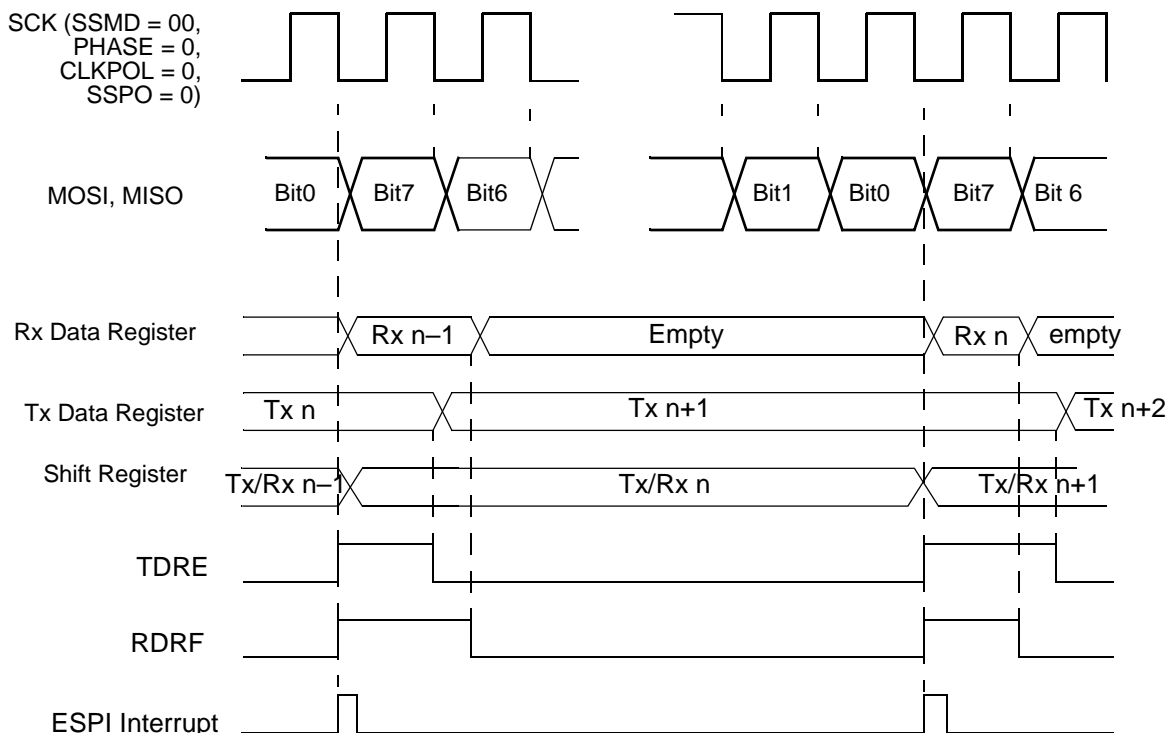 SCK (SSMD = 00,
PHASE = 0,
CLKPOL = 0,
SSPO = 0)
MOSI, MISO
Bit0
Bit7
Bit6
Bit1
Bit0
Bit7
Bit 6
Rx Data Register
Rx n–1
Empty
Rx n
empty
Tx Data Register
Tx n
Tx n+1
Tx n+2
Shift Register
Tx/Rx n–1
Tx/Rx n
Tx/Rx n+1
TDRE
RDRF
ESPI Interrupt